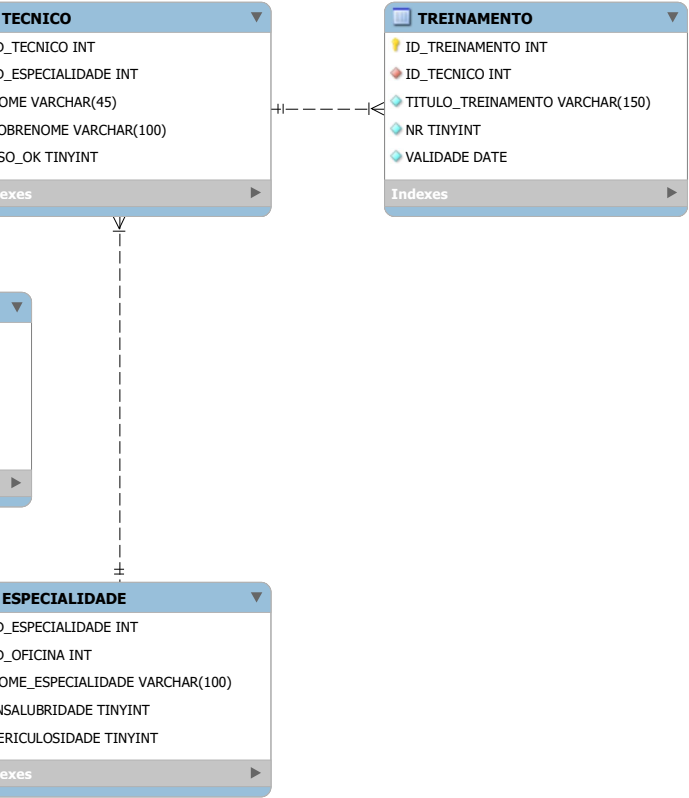 TECNICO
D_TECNICO INT
D_ESPECIALIDADE INT
OME VARCHAR(45)
OBRENOME VARCHAR(100)
SO_OK TINYINT
exes
TREINAMENTO
ID_TREINAMENTO INT
ID_TECNICO INT
TITULO_TREINAMENTO VARCHAR(150)
NR TINYINT
VALIDADE DATE
Indexes
ESPECIALIDADE
D_ESPECIALIDADE INT
D_OFICINA INT
OME_ESPECIALIDADE VARCHAR(100)
NSALUBRIDADE TINYINT
ERICULOSIDADE TINYINT
exes